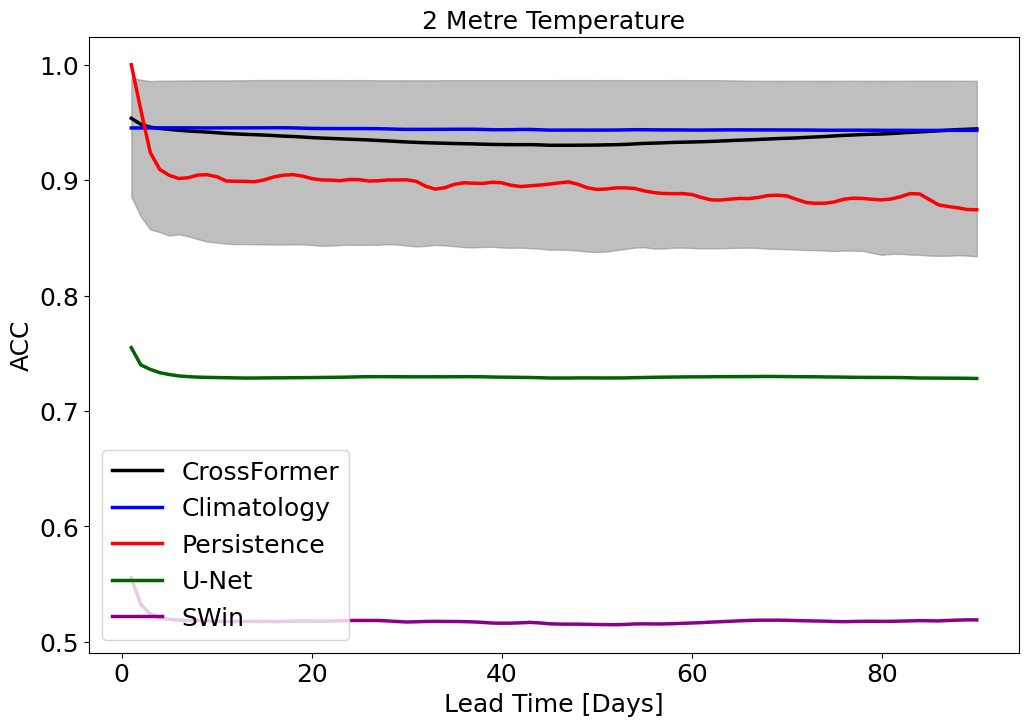 2 Metre Temperature
1.0
0.9
0.8
0.7
0.6
0.5
ACC
CrossFormer
Climatology
Persistence
U-Net
SWin
0 20 40 60 80
Lead Time [Days]